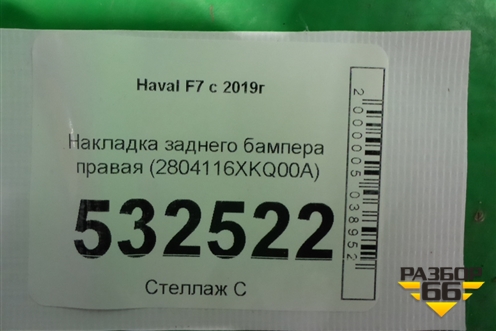 Haval F7 с 2019г
Накладка заднего бампера
правая (2804116XKQ00A)
532522
Стеллаж С
2000005038952
РАЗБОР
66